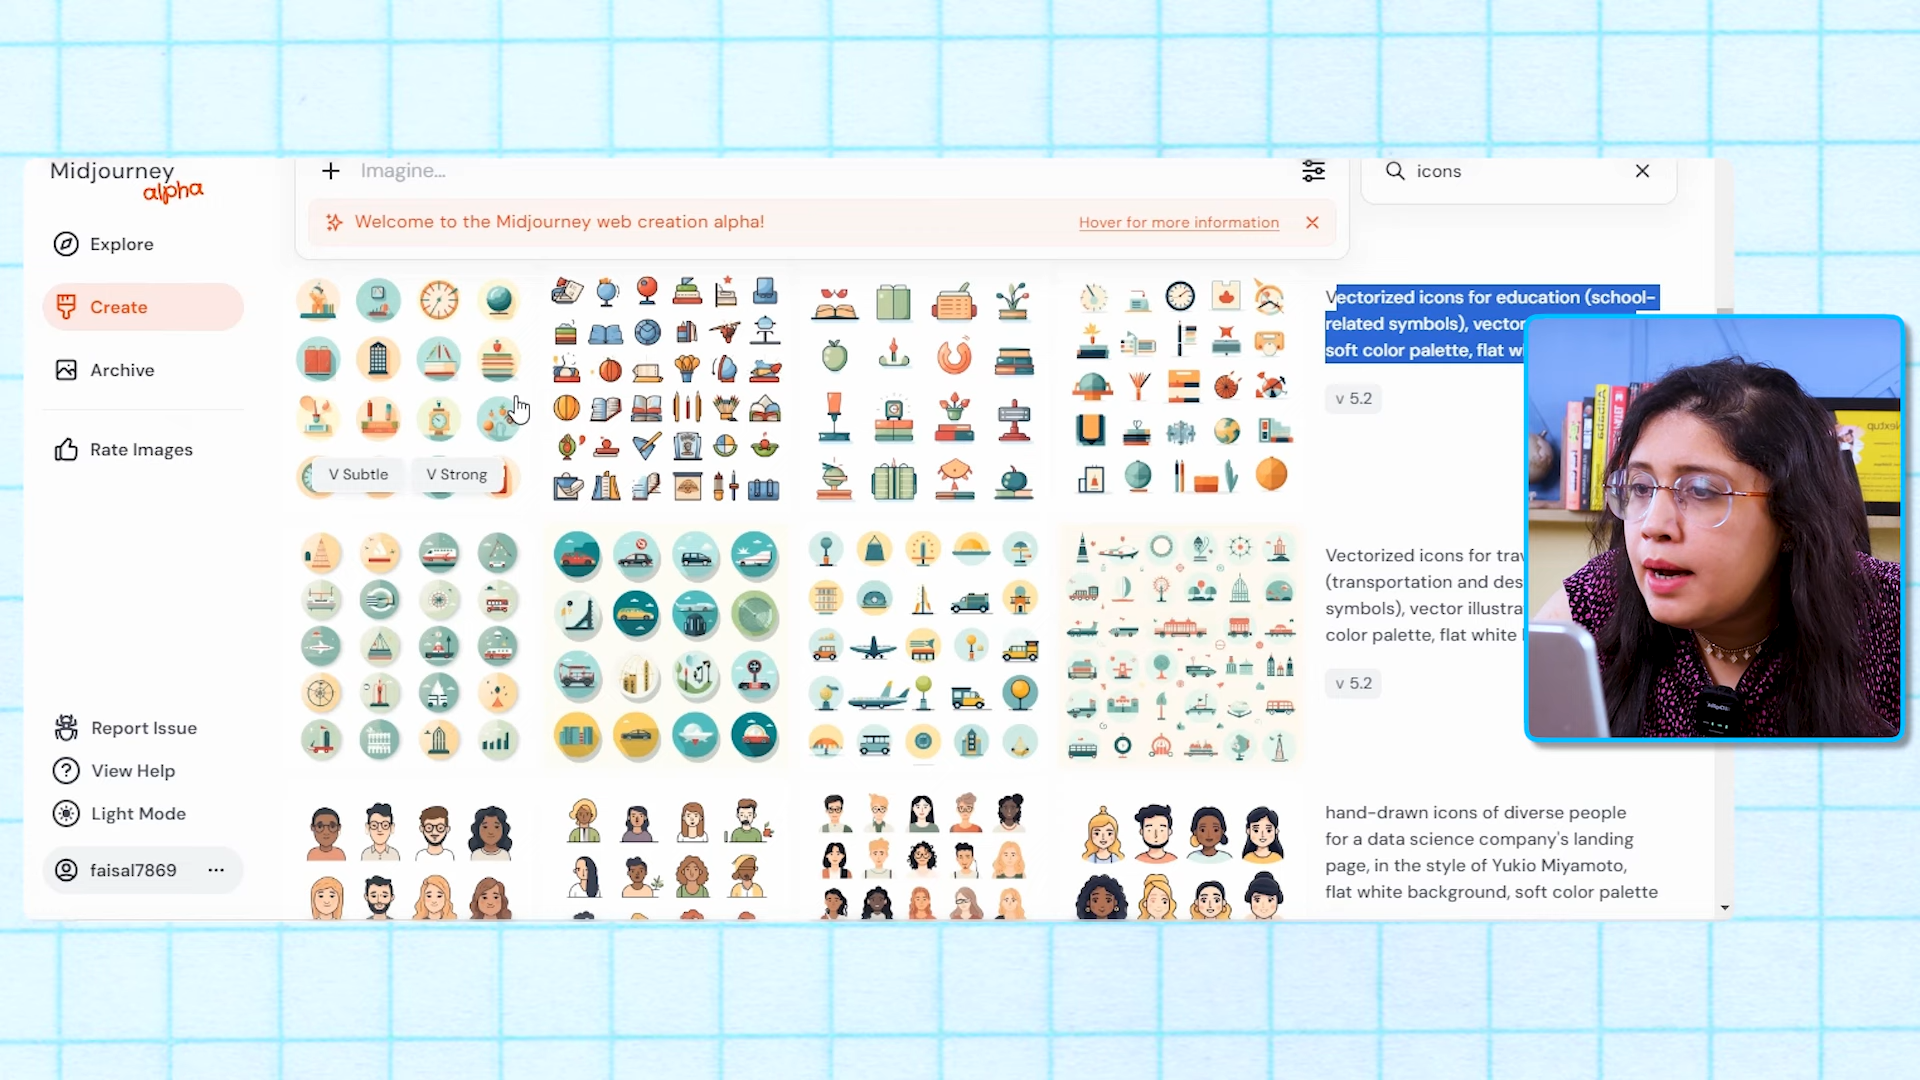 Midjourney
alpha
Imagine...
icons
Welcome to the Midjourney web creation alpha!
Hover for more information
Explore
Create
Archive
Rate Images
V Subtle
V Strong
Vectorized icons for education (school-
related symbols), vector
soft color palette, flat
v 5.2
Vectorized icons for
(transportation and
symbols), vector
color palette, flat white
v 5.2
hand-drawn icons of diverse people
for a data science company's landing
page, in the style of Yukio Miyamoto,
flat white background, soft color palette
Report Issue
View Help
Light Mode
faisal7869